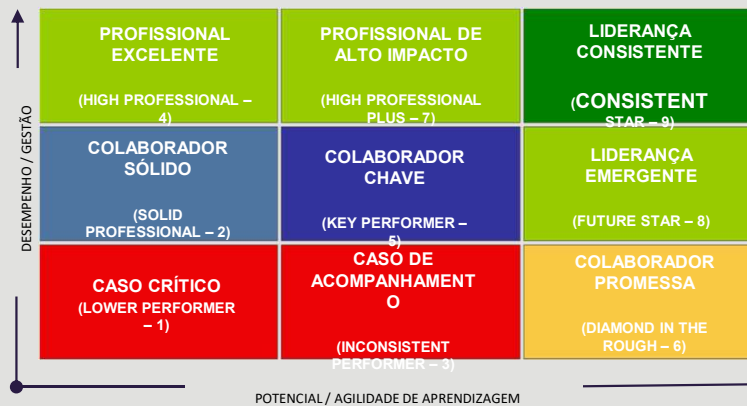 PROFISSIONAL
EXCELENTE
(HIGH PROFESSIONAL –
4)
PROFISSIONAL DE
ALTO IMPACTO
(HIGH PROFESSIONAL
PLUS – 7)
LIDERANÇA
CONSISTENTE
(CONSISTENT
STAR – 9)
COLABORADOR
SÓLIDO
(SOLID
PROFESSIONAL – 2)
COLABORADOR
CHAVE
(KEY PERFORMER –
5)
LIDERANÇA
EMERGENTE
(FUTURE STAR – 8)
CASO CRÍTICO
(LOWER PERFORMER
– 1)
CASO DE
ACOMPANHAMENT
O
(INCONSISTENT
PERFORMER – 3)
COLABORADOR
PROMESSA
(DIAMOND IN THE
ROUGH – 6)
DESEMPENHO / GESTÃO
POTENCIAL / AGILIDADE DE APRENDIZAGEM